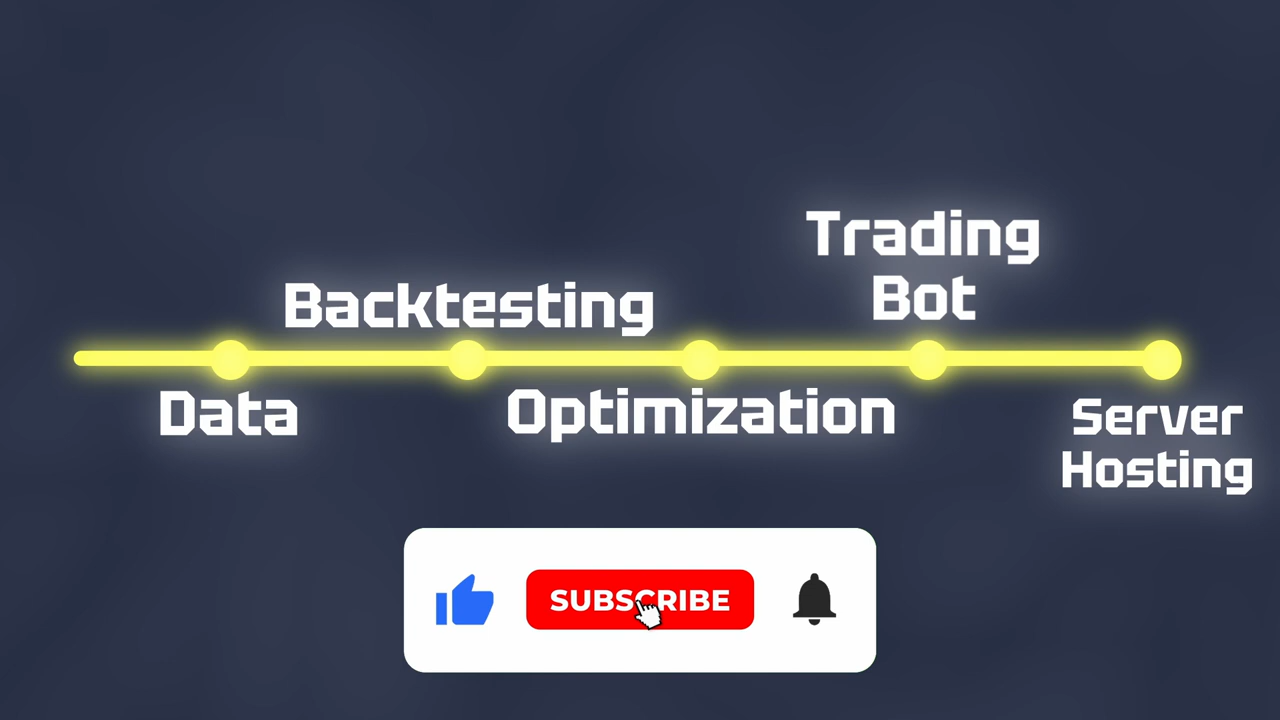 Trading
Bot
Backtesting
Data
Optimization
Server
Hosting
SUBSCRIBE